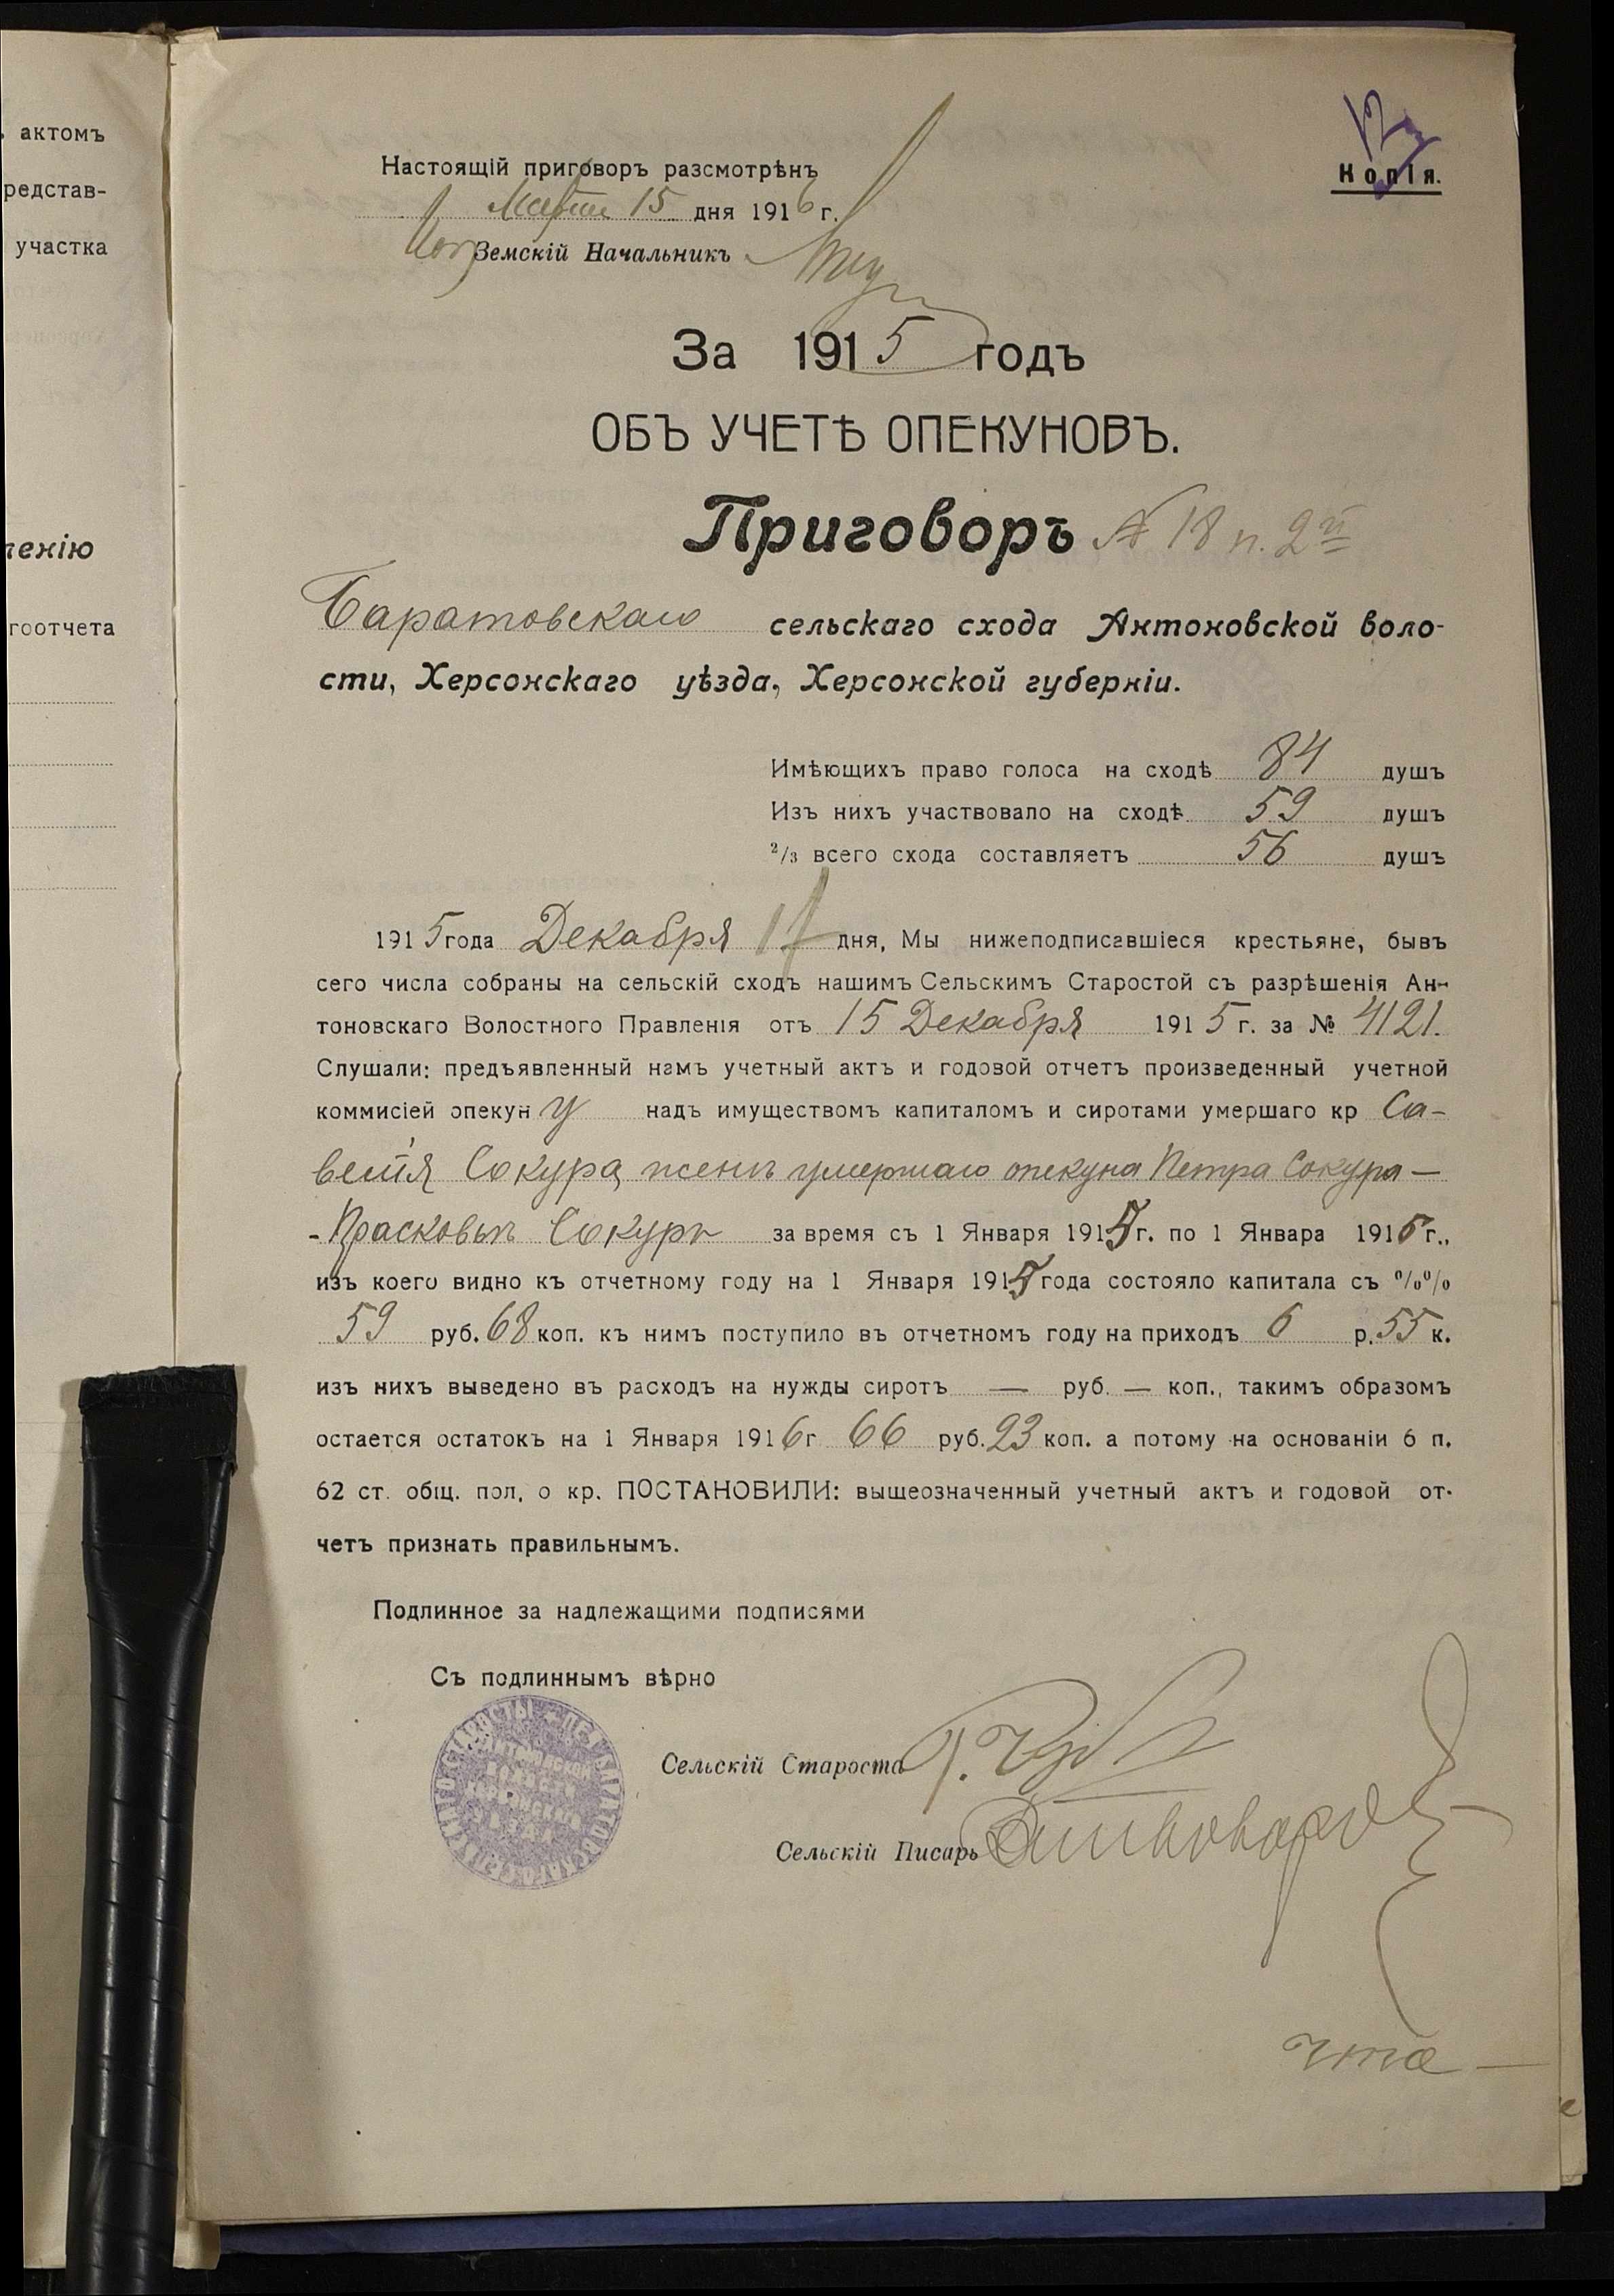 актомъ
редстав-
участка
гоотчета
Копія.
Настоящій приговоръ разсмотрѣнъ
Марта 15 дня 1916 г.
Земскій Начальникъ
За 1915 годъ
ОБЪ УЧЕТѢ ОПЕКУНОВЪ.
Приговоръ № 18 п. 2й
Баратовскаго сельскаго схода Антоновской воло-
сти, Херсонскаго уѣзда, Херсонской губерніи.
Имѣющихъ право голоса на сходѣ 84 душъ
Изъ нихъ участвовало на сходѣ 59 душъ
2/3 всего схода составляетъ 56 душъ
1915 года Декабря 17 дня, Мы нижеподписавшіеся крестьяне, бывъ
сего числа собраны на сельскій сходъ нашимъ Сельскимъ Старостой съ разрѣшенія Ан-
тоновскаго Волостного Правленія отъ 15 Декабря 1915 г. за № 4121.
Слушали: предъявленный намъ учетный актъ и годовой отчетъ произведенный учетной
коммисіей опекуну надъ имуществомъ капиталомъ и сиротами умершаго кр Са-
велія Сокура, женѣ умершаго опекуна Петра Сокура –
- Прасковьѣ Сокурѣ за время съ 1 Января 1915 г. по 1 Января 1916 г.,
изъ коего видно къ отчетному году на 1 Января 1915 года состояло капитала съ %%
59 руб. 68 коп. къ нимъ поступило въ отчетномъ году на приходъ 6 р. 55 к.
изъ нихъ выведено въ расходъ на нужды сиротъ — руб. — коп., такимъ образомъ
остается остатокъ на 1 Января 1916 г 66 руб. 23 коп. а потому на основаніи 6 п.
62 ст. общ. пол. о кр. ПОСТАНОВИЛИ: вышеозначенный учетный актъ и годовой от-
четъ признать правильнымъ.
Подлинное за надлежащими подписями
Съ подлиннымъ вѣрно
Сельскій Староста
Сельскій Писарь